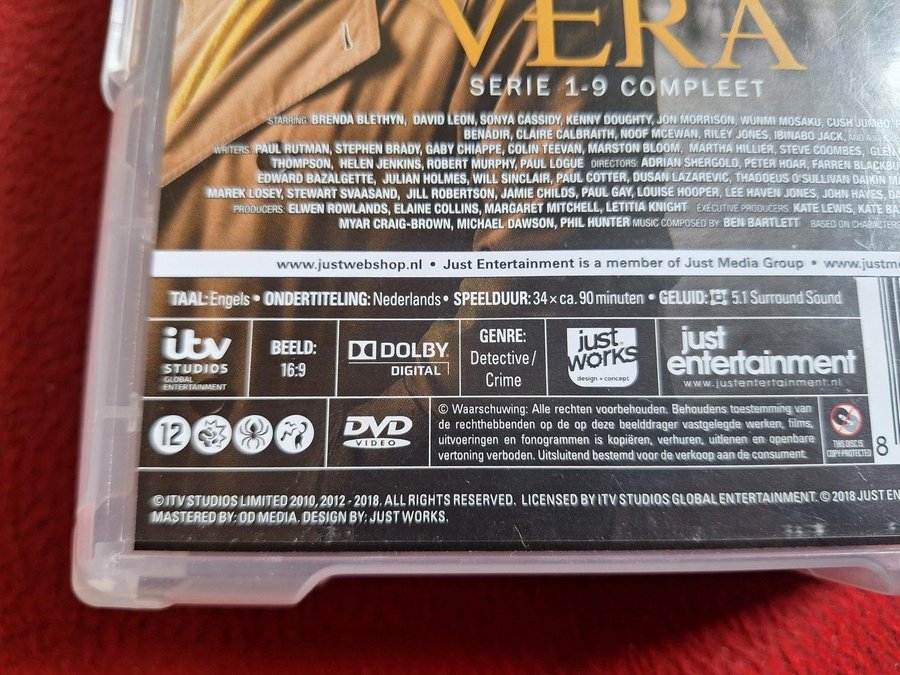 VERA
SERIE 1-9 COMPLEET
STARRING: BRENDA BLETHYN, DAVID LEON, SONYA CASSIDY, KENNY DOUGHTY, JON MORRISON, WUNMI MOSAKU, CUSH JUMBO,
BENADIR, CLAIRE CALBRAITH, NOOF MCEWAN, RILEY JONES, IBINABO JACK,
WRITERS: PAUL RUTMAN, STEPHEN BRADY, GABY CHIAPPE, COLIN TEEVAN, MARSTON BLOOM, MARTHA HILLIER, STEVE COOMBES,
THOMPSON, HELEN JENKINS, ROBERT MURPHY, PAUL LOGUE DIRECTORS: ADRIAN SHERGOLD, PETER HOAR, FARREN
EDWARD BAZALGETTE, JULIAN HOLMES, WILL SINCLAIR, PAUL COTTER, DUSAN LAZAREVIC, THADDEUS O'SULLIVAN DAIKIN
MAREK LOSEY, STEWART SVAASAND, JILL ROBERTSON, JAMIE CHILDS, PAUL GAY, LOUISE HOOPER, LEE HAVEN JONES, JOHN HAYES,
PRODUCERS: ELWEN ROWLANDS, ELAINE COLLINS, MARGARET MITCHELL, LETITIA KNIGHT EXECUTIVE PRODUCERS: KATE LEWIS, KATE
MYAR CRAIG-BROWN, MICHAEL DAWSON, PHIL HUNTER MUSIC COMPOSED BY: BEN BARTLETT BASED ON CHARACTERS
www.justwebshop.nl • Just Entertainment is a member of Just Media Group •
TAAL: Engels • ONDERTITELING: Nederlands • SPEELDUUR: 34 x ca. 90 minuten • GELUID: 5.1 Surround Sound
itv
STUDIOS
GLOBAL
ENTERTAINMENT
BEELD:
16:9
DOLBY
DIGITAL
GENRE:
Detective/
Crime
just
works
design + concept
just
entertainment
www.justentertainment.nl
12
DVD
VIDEO
© Waarschuwing: Alle rechten voorbehouden. Behoudens toestemming van
de rechthebbenden op de op deze beelddrager vastgelegde werken, films,
uitvoeringen en fonogrammen is kopiëren, verhuren, uitlenen en openbare
vertoning verboden. Uitsluitend bestemd voor de verkoop aan de consument.
THIS DISC IS
COPY PROTECTED
8
© ITV STUDIOS LIMITED 2010, 2012 - 2018. ALL RIGHTS RESERVED. LICENSED BY ITV STUDIOS GLOBAL ENTERTAINMENT. © 2018 JUST
MASTERED BY: OD MEDIA. DESIGN BY: JUST WORKS.